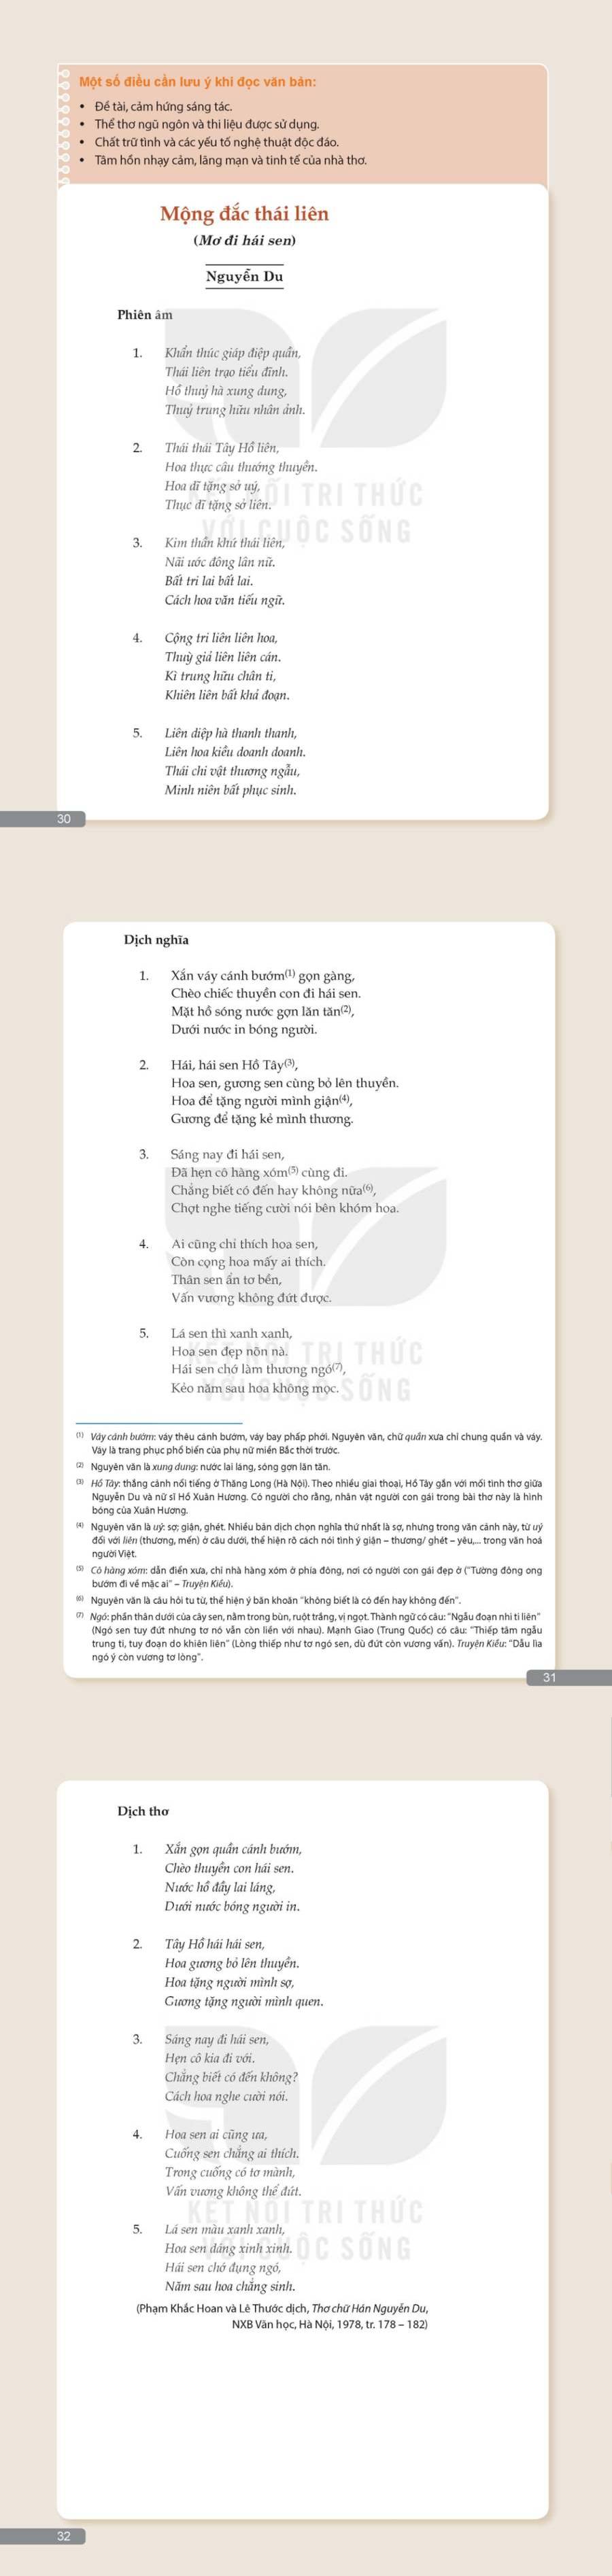 Một số điều cần lưu ý khi đọc văn bản:
• Đề tài, cảm hứng sáng tác.
• Thể thơ ngũ ngôn và thi liệu được sử dụng.
• Chất trữ tình và các yếu tố nghệ thuật độc đáo.
• Tâm hồn nhạy cảm, lãng mạn và tinh tế của nhà thơ.
Mộng đắc thái liên
(Mơ đi hái sen)
Nguyễn Du
Phiên âm
1. Khẩn thúc giáp điệp quần,
Thái liên trạo tiểu đĩnh.
Hồ thuỷ hà xung dung,
Thuỷ trung hữu nhân ảnh.
2. Thái thái Tây Hồ liên,
Hoa thực câu thướng thuyền.
Hoa dĩ tặng sở uý,
Thực dĩ tặng sở liên.
3. Kim thần khứ thái liên,
Nãi ước đông lân nữ.
Bất tri lai bất lai.
Cách hoa văn tiếu ngữ.
4. Cộng tri liên liên hoa,
Thuỳ giả liên liên cán.
Kì trung hữu chân ti,
Khiên liên bất khả đoạn.
5. Liên diệp hà thanh thanh,
Liên hoa kiều doanh doanh.
Thái chi vật thương ngẫu,
Minh niên bất phục sinh.
KẾT NỐI TRI THỨC
VỚI CUỘC SỐNG
30
Dịch nghĩa
1. Xắn váy cánh bướm(1) gọn gàng,
Chèo chiếc thuyền con đi hái sen.
Mặt hồ sóng nước gợn lăn tăn(2),
Dưới nước in bóng người.
2. Hái, hái sen Hồ Tây(3),
Hoa sen, gương sen cùng bỏ lên thuyền.
Hoa để tặng người mình giận(4),
Gương để tặng kẻ mình thương.
3. Sáng nay đi hái sen,
Đã hẹn cô hàng xóm(5) cùng đi.
Chẳng biết có đến hay không nữa(6),
Chợt nghe tiếng cười nói bên khóm hoa.
4. Ai cũng chỉ thích hoa sen,
Còn cọng hoa mấy ai thích.
Thân sen ẩn tơ bền,
Vấn vương không đứt được.
5. Lá sen thì xanh xanh,
Hoa sen đẹp nõn nà.
Hái sen chớ làm thương ngó(7),
Kẻo năm sau hoa không mọc.
KẾT NỐI TRI THỨC
VỚI CUỘC SỐNG
(1) Váy cánh bướm: váy thêu cánh bướm, váy bay phấp phới. Nguyên văn, chữ quần xưa chỉ chung quần và váy.
Váy là trang phục phổ biến của phụ nữ miền Bắc thời trước.
(2) Nguyên văn là xung dung: nước lai láng, sóng gợn lăn tăn.
(3) Hồ Tây: thắng cảnh nổi tiếng ở Thăng Long (Hà Nội). Theo nhiều giai thoại, Hồ Tây gắn với mối tình thơ giữa
Nguyễn Du và nữ sĩ Hồ Xuân Hương. Có người cho rằng, nhân vật người con gái trong bài thơ này là hình
bóng của Xuân Hương.
(4) Nguyên văn là uý: sợ; giận, ghét. Nhiều bản dịch chọn nghĩa thứ nhất là sợ, nhưng trong văn cảnh này, từ uý
đối với liên (thương, mến) ở câu dưới, thể hiện rõ cách nói tình ý giận – thương/ ghét – yêu,... trong văn hoá
người Việt.
(5) Cô hàng xóm: dẫn điển xưa, chỉ nhà hàng xóm ở phía đông, nơi có người con gái đẹp ở ("Tường đông ong
bướm đi về mặc ai" – Truyện Kiều).
(6) Nguyên văn là câu hỏi tu từ, thể hiện ý băn khoăn "không biết là có đến hay không đến".
(7) Ngó: phần thân dưới của cây sen, nằm trong bùn, ruột trắng, vị ngọt. Thành ngữ có câu: "Ngẫu đoạn nhi ti liên"
(Ngó sen tuy đứt nhưng tơ nó vẫn còn liền với nhau). Mạnh Giao (Trung Quốc) có câu: "Thiếp tâm ngẫu
trung ti, tuy đoạn do khiên liên" (Lòng thiếp như tơ ngó sen, dù đứt còn vương vấn). Truyện Kiều: "Dẫu lìa
ngó ý còn vương tơ lòng".
31
Dịch thơ
1. Xắn gọn quần cánh bướm,
Chèo thuyền con hái sen.
Nước hồ đầy lai láng,
Dưới nước bóng người in.
2. Tây Hồ hái hái sen,
Hoa gương bỏ lên thuyền.
Hoa tặng người mình sợ,
Gương tặng người mình quen.
3. Sáng nay đi hái sen,
Hẹn cô kia đi với.
Chẳng biết có đến không?
Cách hoa nghe cười nói.
4. Hoa sen ai cũng ưa,
Cuống sen chẳng ai thích.
Trong cuống có tơ mành,
Vấn vương không thể đứt.
5. Lá sen màu xanh xanh,
Hoa sen dáng xinh xinh.
Hái sen chớ đụng ngó,
Năm sau hoa chẳng sinh.
KẾT NỐI TRI THỨC
VỚI CUỘC SỐNG
(Phạm Khắc Hoan và Lê Thước dịch, Thơ chữ Hán Nguyễn Du,
NXB Văn học, Hà Nội, 1978, tr. 178 – 182)
32